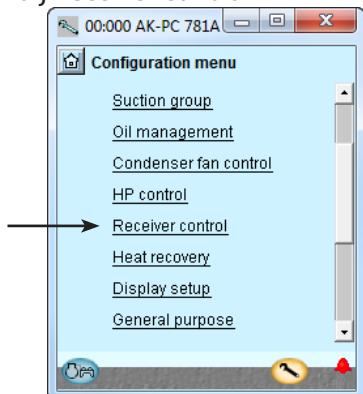 00:000 AK-PC 781A
Configuration menu
Suction group
Oil management
Condenser fan control
HP control
Receiver control
Heat recovery
Display setup
General purpose